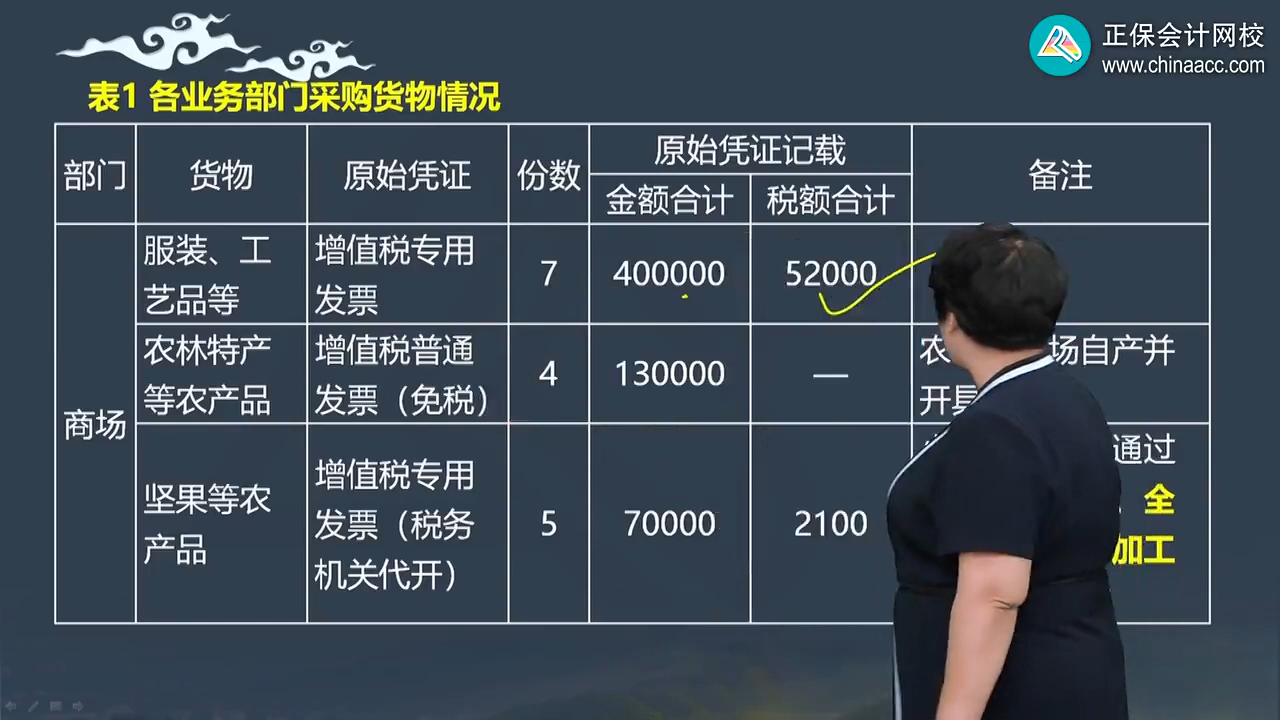 正保会计网校
www.chinaacc.com
表1 各业务部门采购货物情况
部门
货物
原始凭证
份数
原始凭证记载
金额合计
税额合计
备注
商场
服装、工
艺品等
增值税专用
发票
7
400000
52000
农林特产
等农产品
增值税普通
发票（免税）
4
130000
—
农
场自产并
开具
坚果等农
产品
增值税专用
发票（税务
机关代开）
5
70000
2100
通过
全
加工